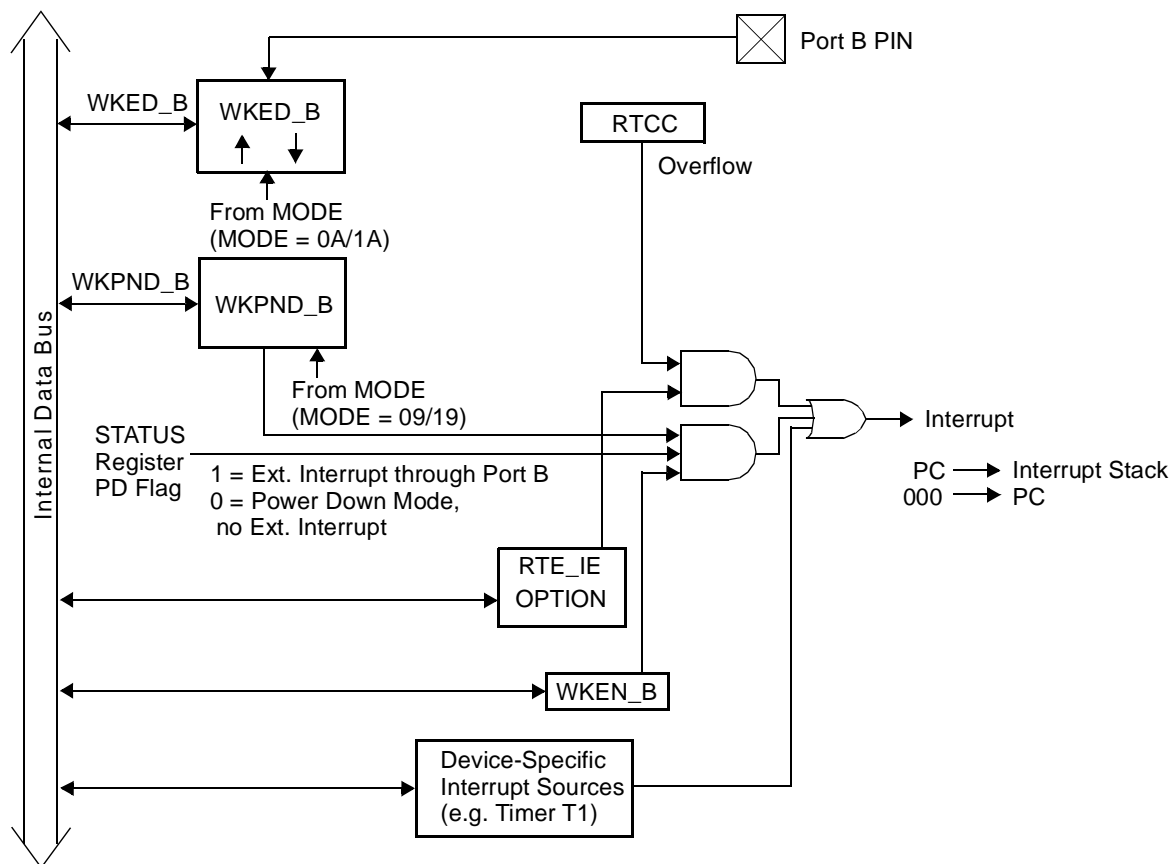 Port B PIN
WKED_B
WKED_B
RTCC
Overflow
From MODE
(MODE = 0A/1A)
WKPND_B
WKPND_B
From MODE
(MODE = 09/19)
Internal Data Bus
STATUS
Register
PD Flag
1 = Ext. Interrupt through Port B
0 = Power Down Mode,
no Ext. Interrupt
Interrupt
PC
Interrupt Stack
000
PC
RTE_IE
OPTION
WKEN_B
Device-Specific
Interrupt Sources
(e.g. Timer T1)